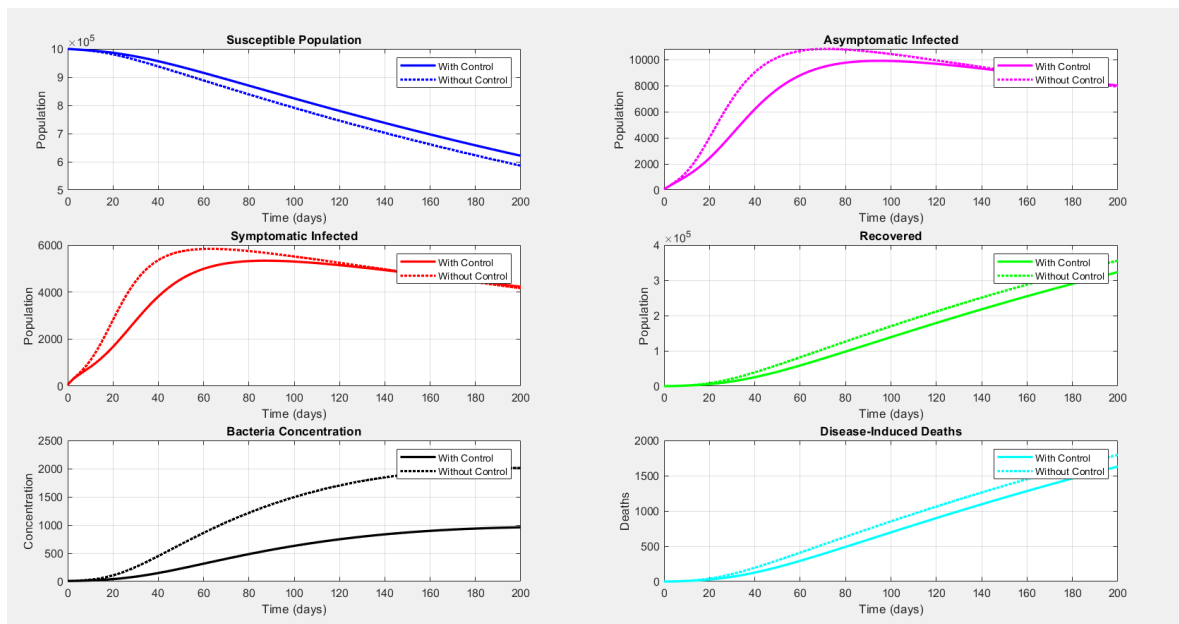 Susceptible Population
× 10^5
10
9
8
7
6
5
Population
0 20 40 60 80 100 120 140 160 180 200
Time (days)
With Control
Without Control
Asymptomatic Infected
10000
8000
6000
4000
2000
0
Population
0 20 40 60 80 100 120 140 160 180 200
Time (days)
With Control
Without Control
Symptomatic Infected
6000
4000
2000
0
Population
0 20 40 60 80 100 120 140 160 180 200
Time (days)
With Control
Without Control
Recovered
× 10^5
4
3
2
1
0
Population
0 20 40 60 80 100 120 140 160 180 200
Time (days)
With Control
Without Control
Bacteria Concentration
2500
2000
1500
1000
500
0
Concentration
0 20 40 60 80 100 120 140 160 180 200
Time (days)
With Control
Without Control
Disease-Induced Deaths
2000
1500
1000
500
0
Deaths
0 20 40 60 80 100 120 140 160 180 200
Time (days)
With Control
Without Control